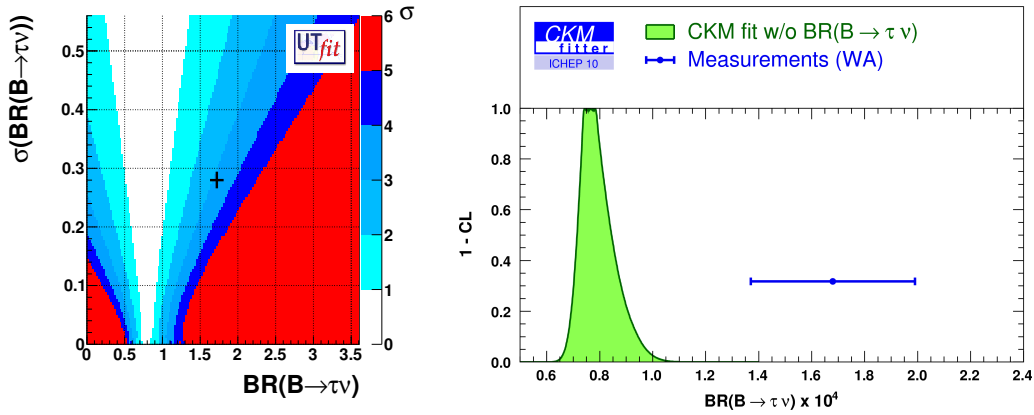 σ
UTfit
σ(BR(B→τν))
0.5
0.4
0.3
0.2
0.1
0
0 0.5 1 1.5 2 2.5 3 3.5
BR(B→τν)
6
5
4
3
2
1
0
CKM
fitter
ICHEP 10
CKM fit w/o BR(B → τ ν)
Measurements (WA)
1 - CL
1.0
0.8
0.6
0.4
0.2
0.0
0.6 0.8 1.0 1.2 1.4 1.6 1.8 2.0 2.2 2.4
BR(B → τ ν) x 10⁴